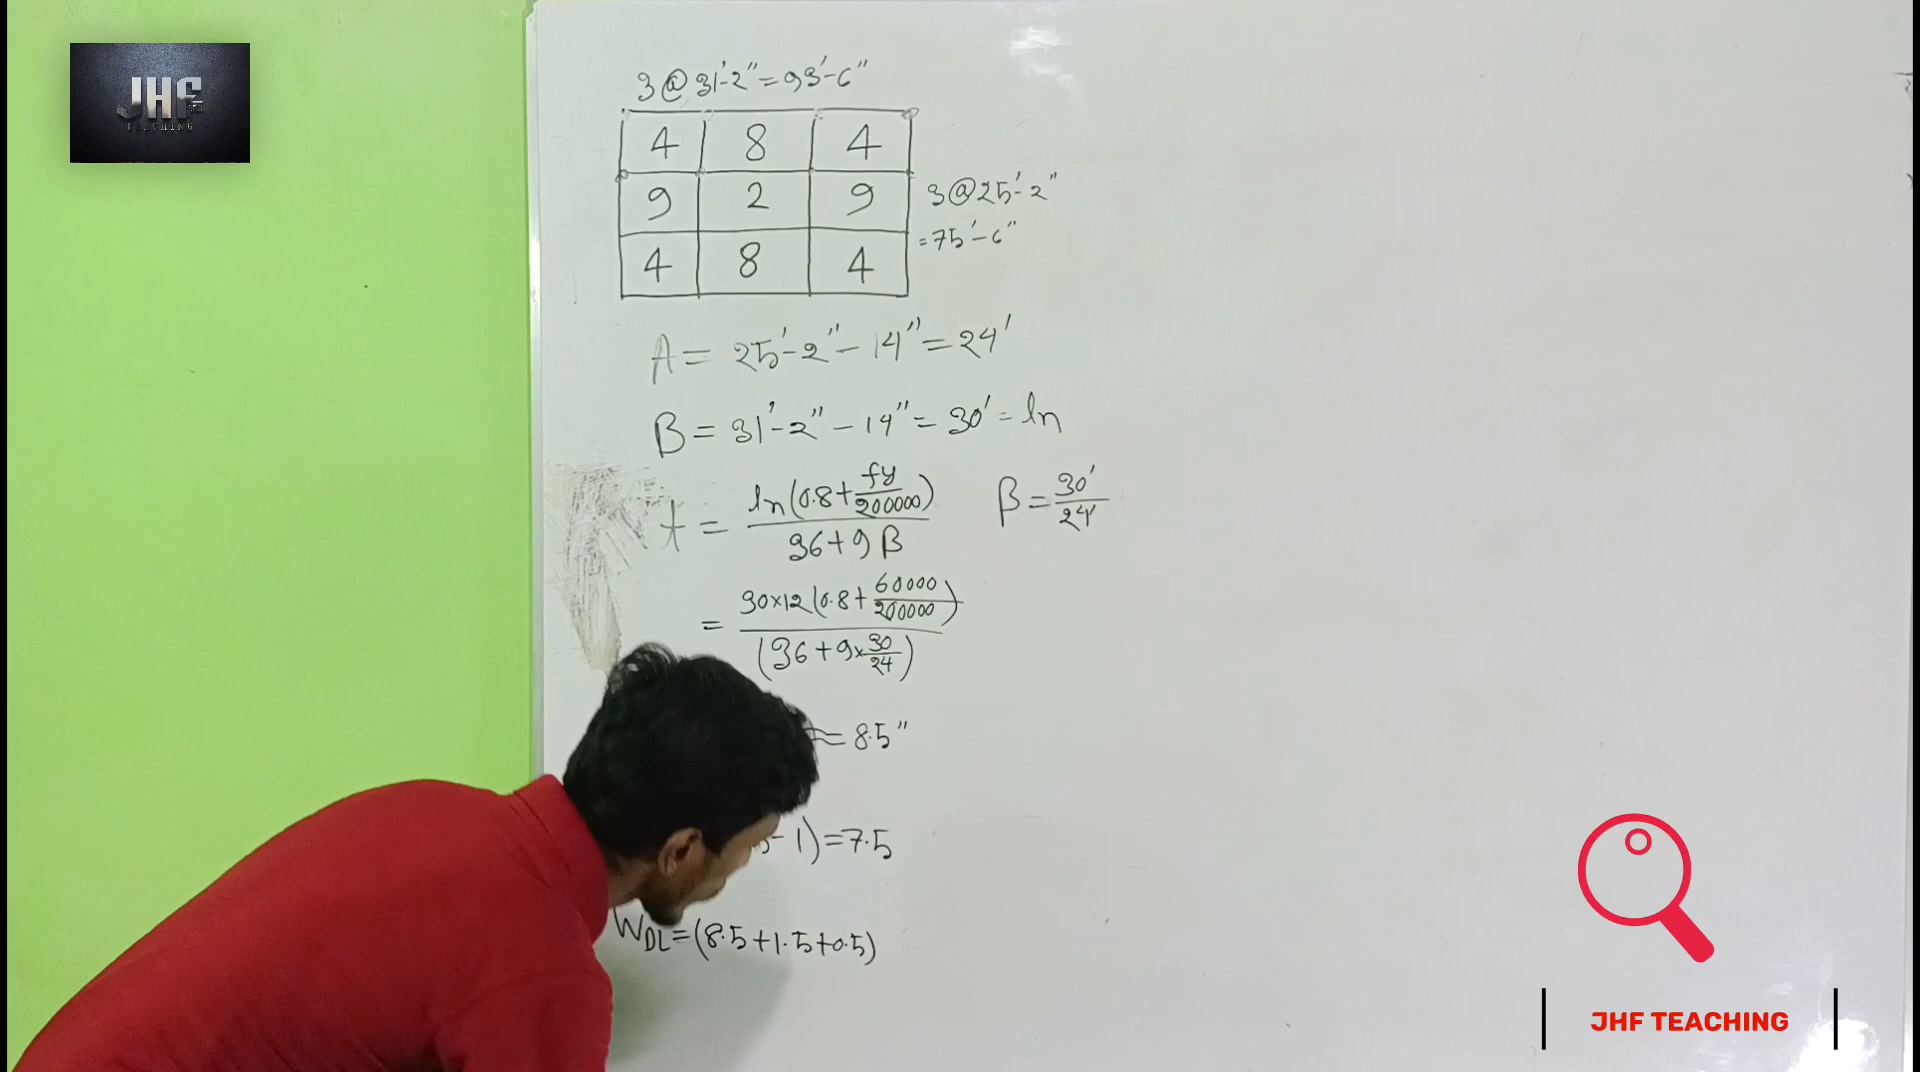 JHF
TEACHING
3 @ 31'-2" = 93'-6"
4 8 4
9 2 9
4 8 4
3 @ 25'-2"
= 75'-6"
A = 25'-2" - 14" = 24'
B = 31'-2" - 14" = 30' = ln
t = ln(0.8 + fy/200000) / 36 + 9β
β = 30'/24'
= 30×12(0.8 + 60000/200000) / (36 + 9×30/24)
≈ 8.5"
- 1) = 7.5
WDL = (8.5 + 1.5 + 0.5)
JHF TEACHING